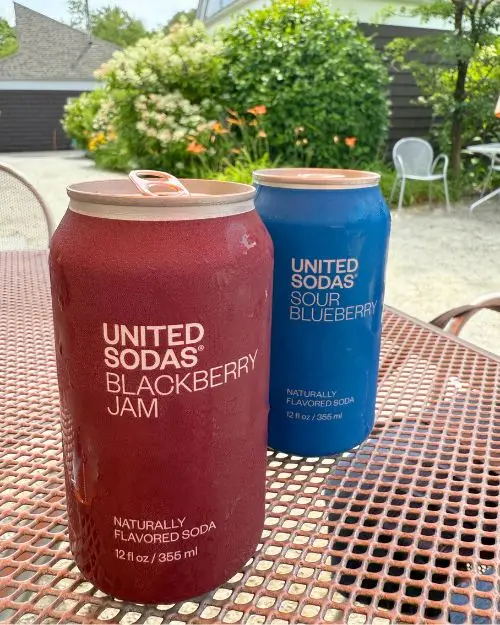 UNITED
SODAS®
BLACKBERRY
JAM
NATURALLY
FLAVORED SODA
12 fl oz / 355 ml
UNITED
SODAS®
SOUR
BLUEBERRY
NATURALLY
FLAVORED SODA
12 fl oz / 355 ml